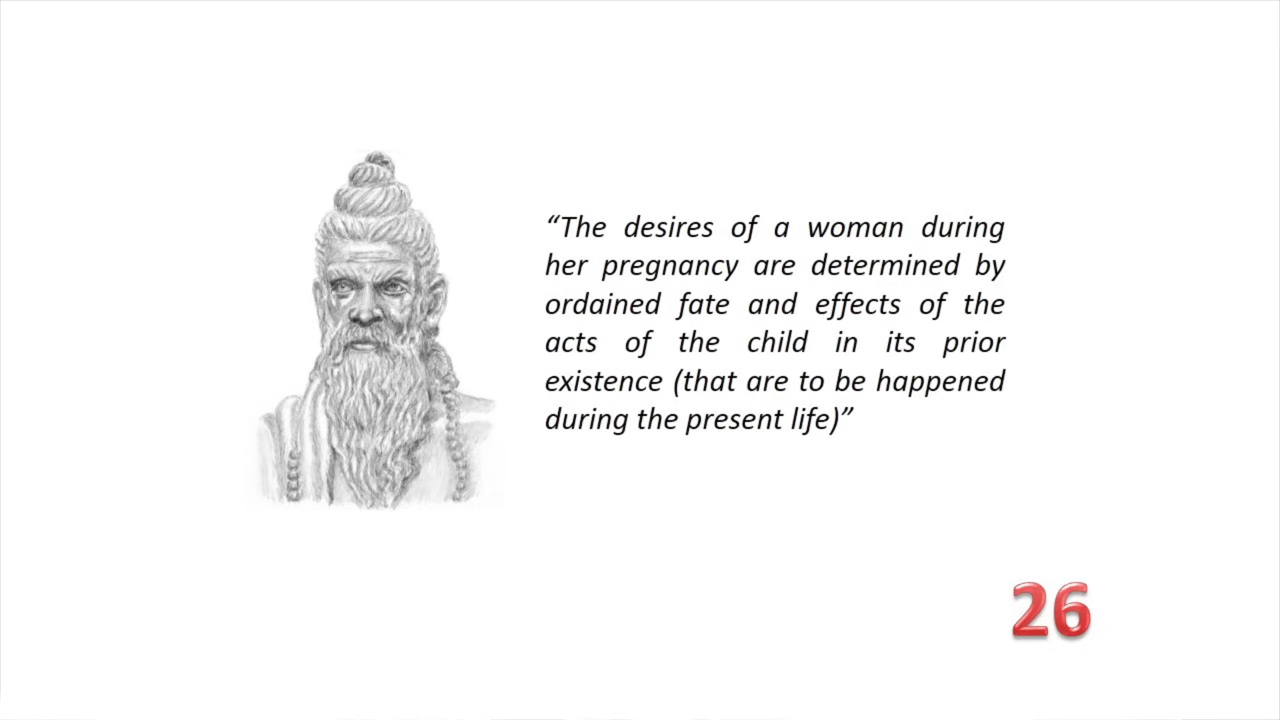 “The desires of a woman during
her pregnancy are determined by
ordained fate and effects of the
acts of the child in its prior
existence (that are to be happened
during the present life)”
26